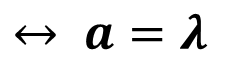 ↔ a = λ